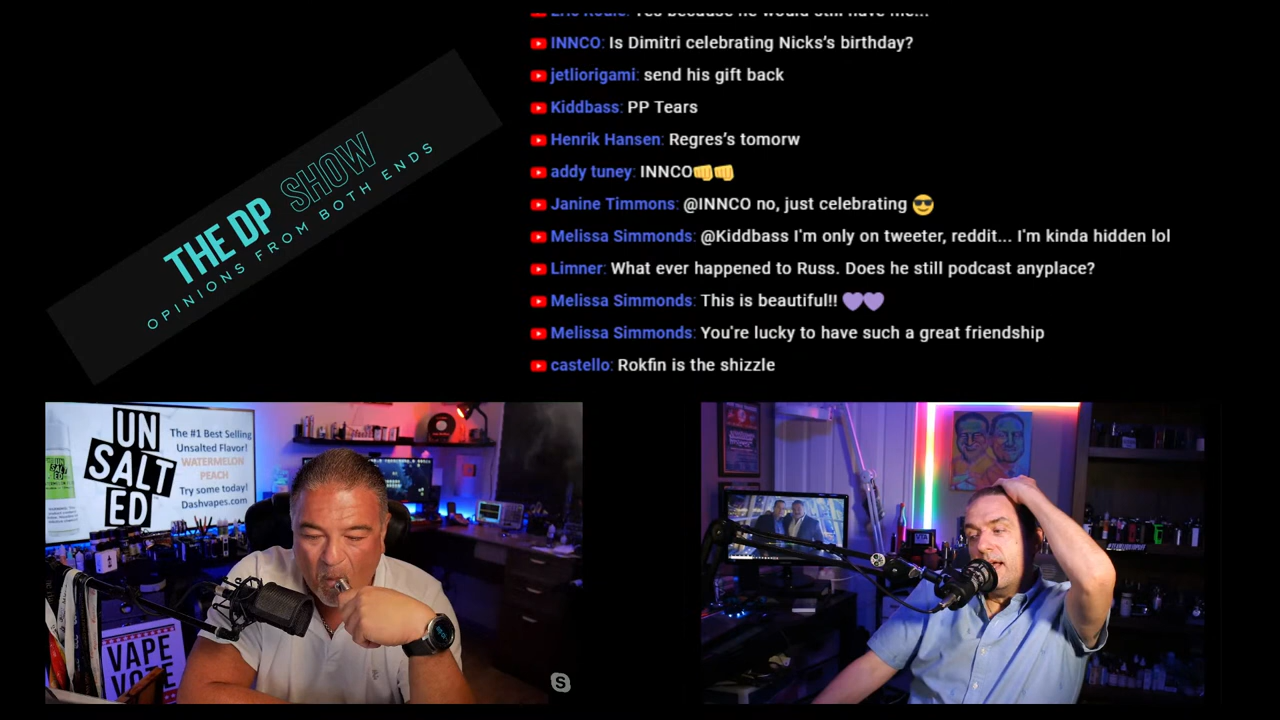 INNCO: Is Dimitri celebrating Nicks's birthday?
jetliorigami: send his gift back
Kiddbass: PP Tears
Henrik Hansen: Regres's tomorw
addy tuney: INNCO👊👊
Janine Timmons: @INNCO no, just celebrating 😎
Melissa Simmonds: @Kiddbass I'm only on tweeter, reddit... I'm kinda hidden lol
Limner: What ever happened to Russ. Does he still podcast anyplace?
Melissa Simmonds: This is beautiful!! 💜💜
Melissa Simmonds: You're lucky to have such a great friendship
castello: Rokfin is the shizzle
THE DP SHOW
OPINIONS FROM BOTH ENDS
UN
SALT
ED
The #1 Best Selling
Unsalted Flavor!
WATERMELON
PEACH
Try some today!
Dashvapes.com
VAPE
VOTE
S